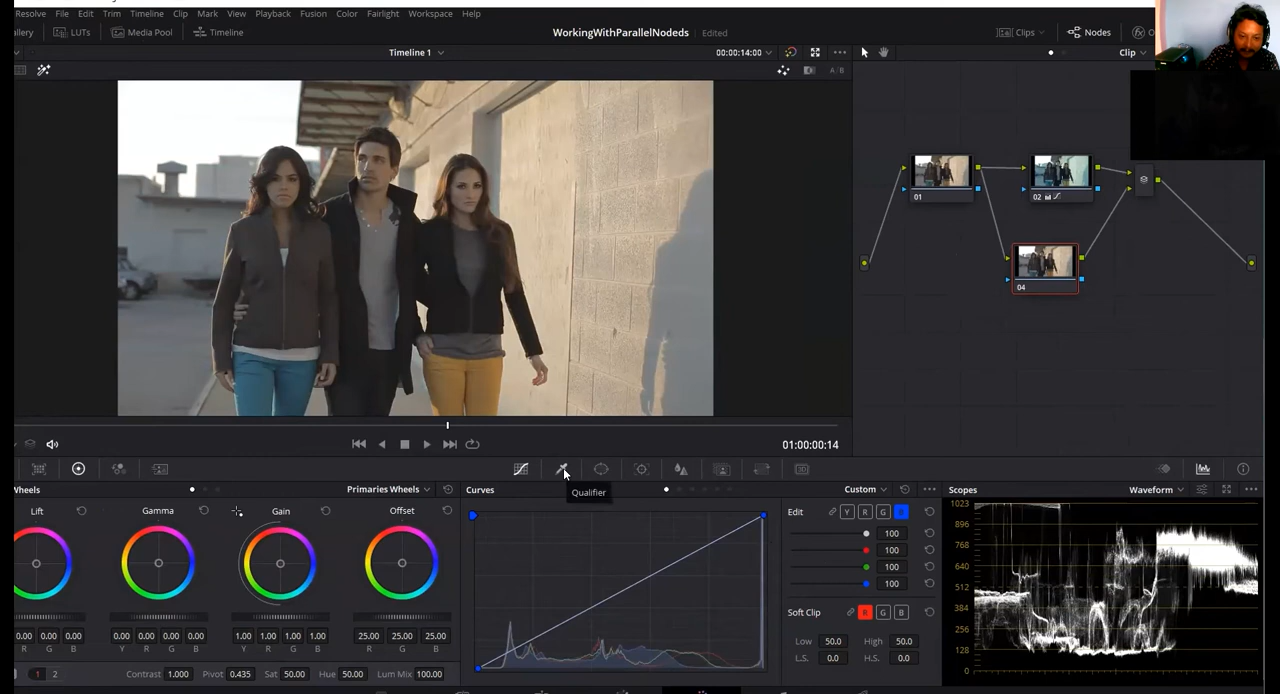 Resolve File Edit Trim Timeline Clip Mark View Playback Fusion Color Fairlight Workspace Help
allery LUTs Media Pool Timeline WorkingWithParallelNodeds Edited Clips Nodes
Timeline 1 00:00:14:00 Clip
A/B
01 02
04
01:00:00:14
Qualifier
Wheels Primaries Wheels Curves Custom Scopes Waveform
Lift Gamma Gain Offset Edit Y R G B
1023
896
100
768
100
640
100
512
100
384
Soft Clip R G B
256
0.00 0.00 0.00 0.00 0.00 0.00 0.00 1.00 1.00 1.00 1.00 25.00 25.00 25.00
R G B Y R G B Y R G B R G B
Low 50.0 High 50.0
128
L.S. 0.0 H.S. 0.0
0
1 2 Contrast 1.000 Pivot 0.435 Sat 50.00 Hue 50.00 Lum Mix 100.00